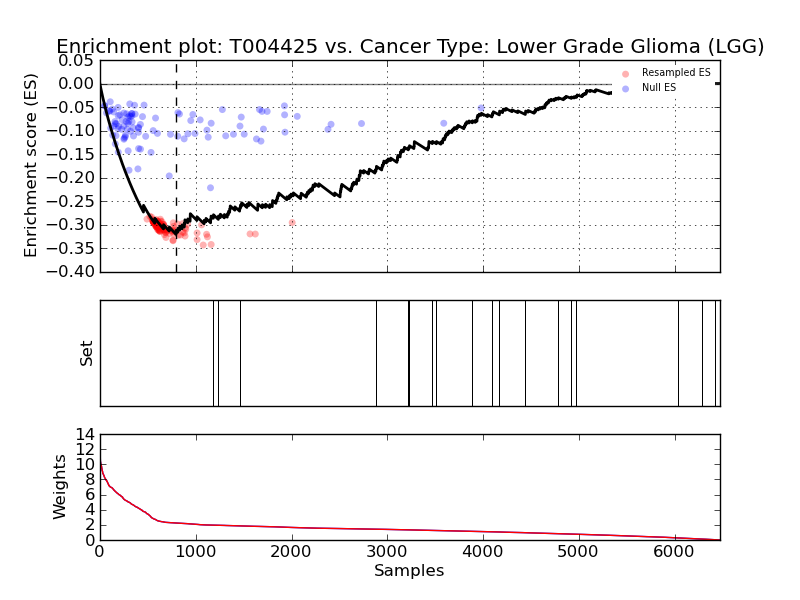 Enrichment plot: T004425 vs. Cancer Type: Lower Grade Glioma (LGG)
Enrichment score (ES)
0.05
0.00
−0.05
−0.10
−0.15
−0.20
−0.25
−0.30
−0.35
−0.40
Resampled ES
Null ES
Set
Weights
14
12
10
8
6
4
2
0
0 1000 2000 3000 4000 5000 6000
Samples